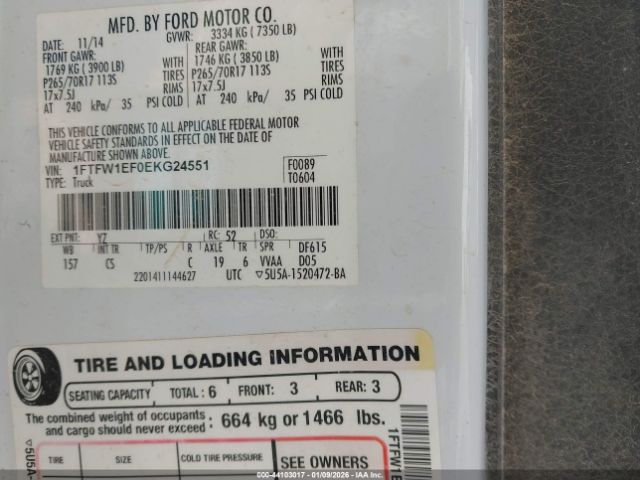 MFD. BY FORD MOTOR CO.
DATE: 11/14 GVWR: 3334 KG ( 7350 LB)
FRONT GAWR: REAR GAWR:
1769 KG ( 3900 LB) WITH 1746 KG ( 3850 LB) WITH
P265/70R17 113S TIRES P265/70R17 113S TIRES
17x7.5J RIMS 17x7.5J RIMS
AT 240 kPa/ 35 PSI COLD AT 240 kPa/ 35 PSI COLD
THIS VEHICLE CONFORMS TO ALL APPLICABLE FEDERAL MOTOR
VEHICLE SAFETY STANDARDS IN EFFECT ON THE DATE OF
MANUFACTURE SHOWN ABOVE.
VIN: 1FTFW1EF0EKG24551 F0089
TYPE: Truck T0604
EXT PNT: YZ RC: 52 DSO:
WB INT TR TP/PS R AXLE TR SPR DF615
157 CS C 19 6 VVAA D05
2201411144627 UTC ▽5U5A-1520472-BA
TIRE AND LOADING INFORMATION
SEATING CAPACITY TOTAL : 6 FRONT: 3 REAR: 3
The combined weight of occupants
and cargo should never exceed : 664 kg or 1466 lbs.
TIRE SIZE COLD TIRE PRESSURE SEE OWNERS
▽5U5A-
1FTFW1E
000-44103017 - 01/09/2026 - IAAI.ca